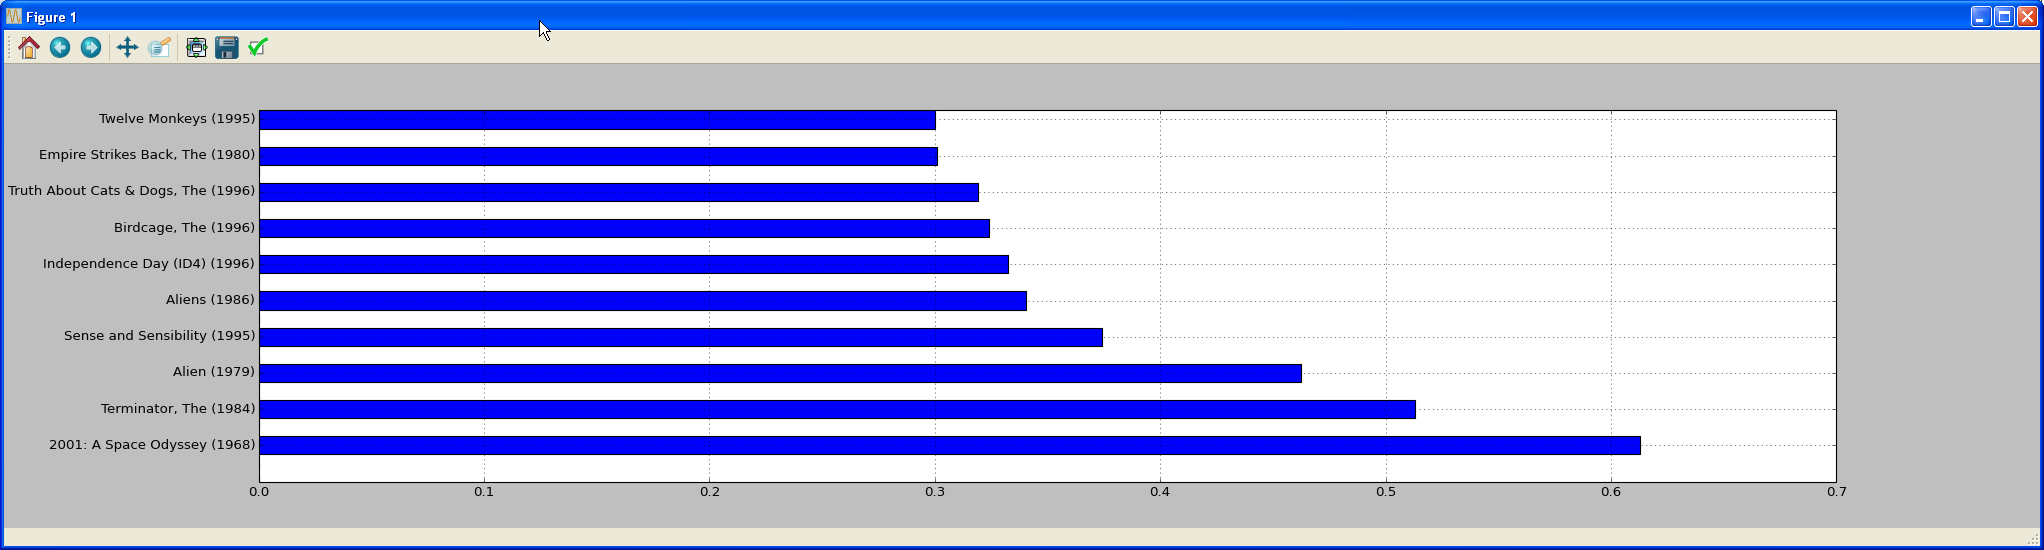 Figure 1
Twelve Monkeys (1995)
Empire Strikes Back, The (1980)
Truth About Cats & Dogs, The (1996)
Birdcage, The (1996)
Independence Day (ID4) (1996)
Aliens (1986)
Sense and Sensibility (1995)
Alien (1979)
Terminator, The (1984)
2001: A Space Odyssey (1968)
0.0 0.1 0.2 0.3 0.4 0.5 0.6 0.7